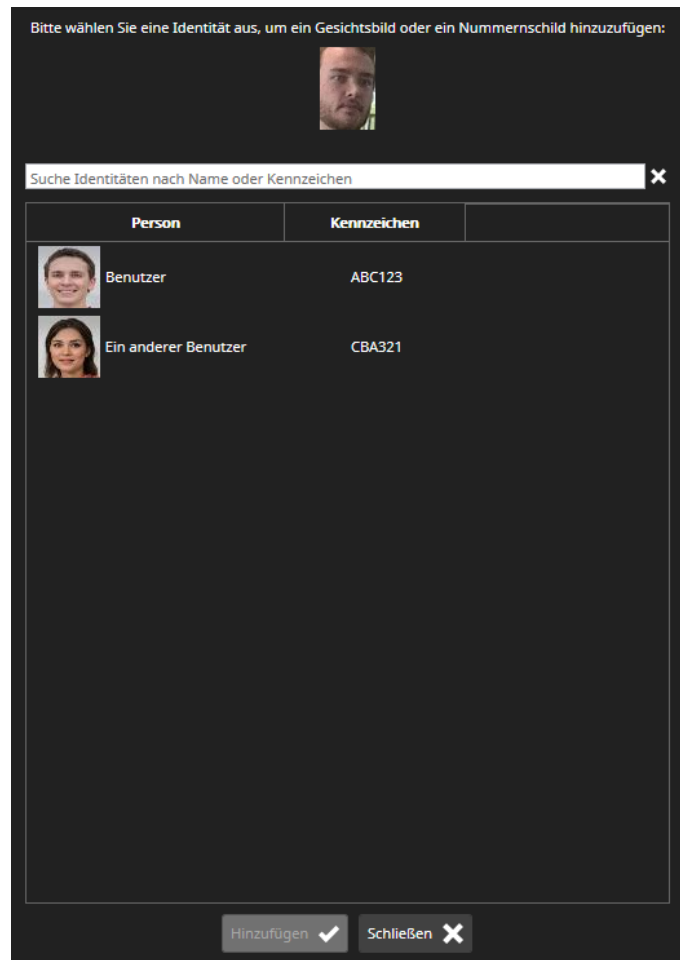 Bitte wählen Sie eine Identität aus, um ein Gesichtsbild oder ein Nummernschild hinzuzufügen:
Suche Identitäten nach Name oder Kennzeichen
Person Kennzeichen
Benutzer ABC123
Ein anderer Benutzer CBA321
Hinzufügen Schließen